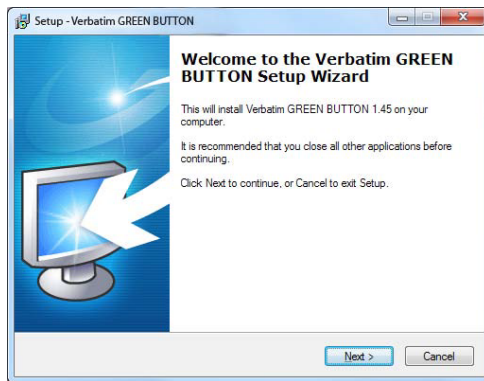 Setup - Verbatim GREEN BUTTON
Welcome to the Verbatim GREEN
BUTTON Setup Wizard
This will install Verbatim GREEN BUTTON 1.45 on your
computer.
It is recommended that you close all other applications before
continuing.
Click Next to continue, or Cancel to exit Setup.
Next >
Cancel